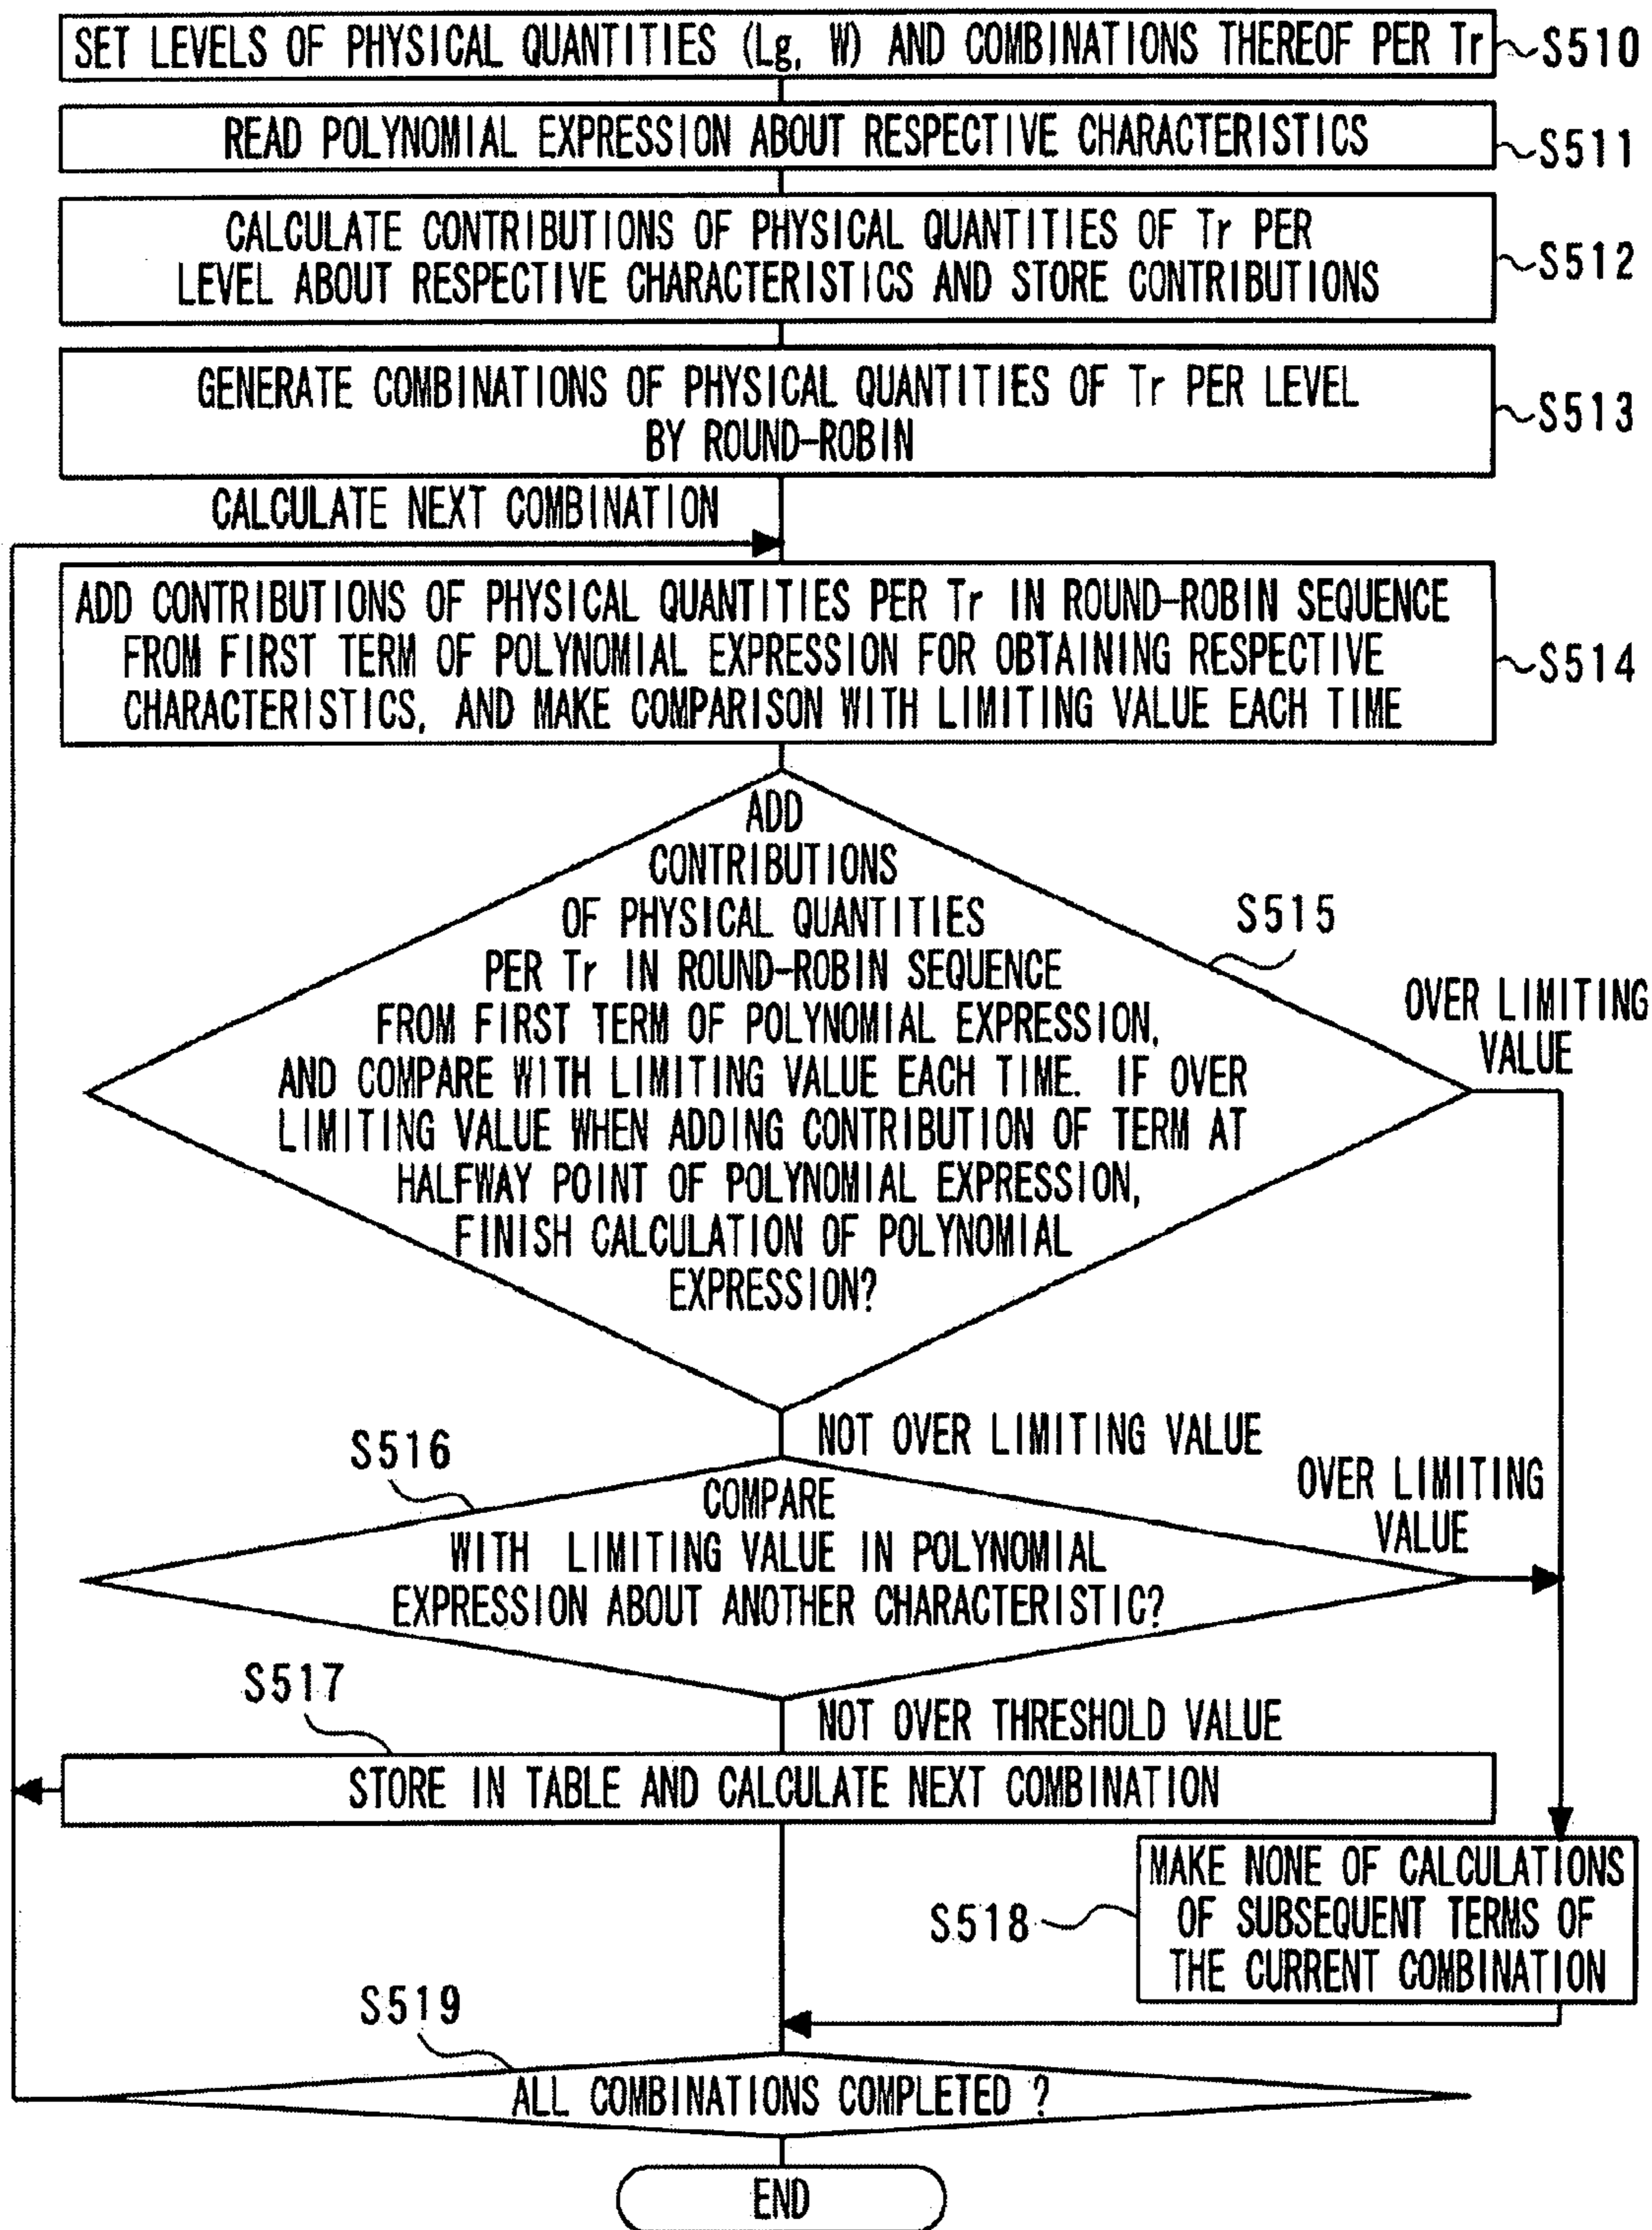 SET LEVELS OF PHYSICAL QUANTITIES (Lg, W) AND COMBINATIONS THEREOF PER Tr
S510
READ POLYNOMIAL EXPRESSION ABOUT RESPECTIVE CHARACTERISTICS
S511
CALCULATE CONTRIBUTIONS OF PHYSICAL QUANTITIES OF Tr PER
LEVEL ABOUT RESPECTIVE CHARACTERISTICS AND STORE CONTRIBUTIONS
S512
GENERATE COMBINATIONS OF PHYSICAL QUANTITIES OF Tr PER LEVEL
BY ROUND-ROBIN
S513
CALCULATE NEXT COMBINATION
ADD CONTRIBUTIONS OF PHYSICAL QUANTITIES PER Tr IN ROUND-ROBIN SEQUENCE
FROM FIRST TERM OF POLYNOMIAL EXPRESSION FOR OBTAINING RESPECTIVE
CHARACTERISTICS, AND MAKE COMPARISON WITH LIMITING VALUE EACH TIME
S514
ADD
CONTRIBUTIONS
OF PHYSICAL QUANTITIES
PER Tr IN ROUND-ROBIN SEQUENCE
FROM FIRST TERM OF POLYNOMIAL EXPRESSION,
AND COMPARE WITH LIMITING VALUE EACH TIME. IF OVER
LIMITING VALUE WHEN ADDING CONTRIBUTION OF TERM AT
HALFWAY POINT OF POLYNOMIAL EXPRESSION,
FINISH CALCULATION OF POLYNOMIAL
EXPRESSION?
S515
OVER LIMITING
VALUE
NOT OVER LIMITING VALUE
S516
COMPARE
WITH LIMITING VALUE IN POLYNOMIAL
EXPRESSION ABOUT ANOTHER CHARACTERISTIC?
OVER LIMITING
VALUE
NOT OVER THRESHOLD VALUE
S517
STORE IN TABLE AND CALCULATE NEXT COMBINATION
MAKE NONE OF CALCULATIONS
OF SUBSEQUENT TERMS OF
THE CURRENT COMBINATION
S518
S519
ALL COMBINATIONS COMPLETED ?
END